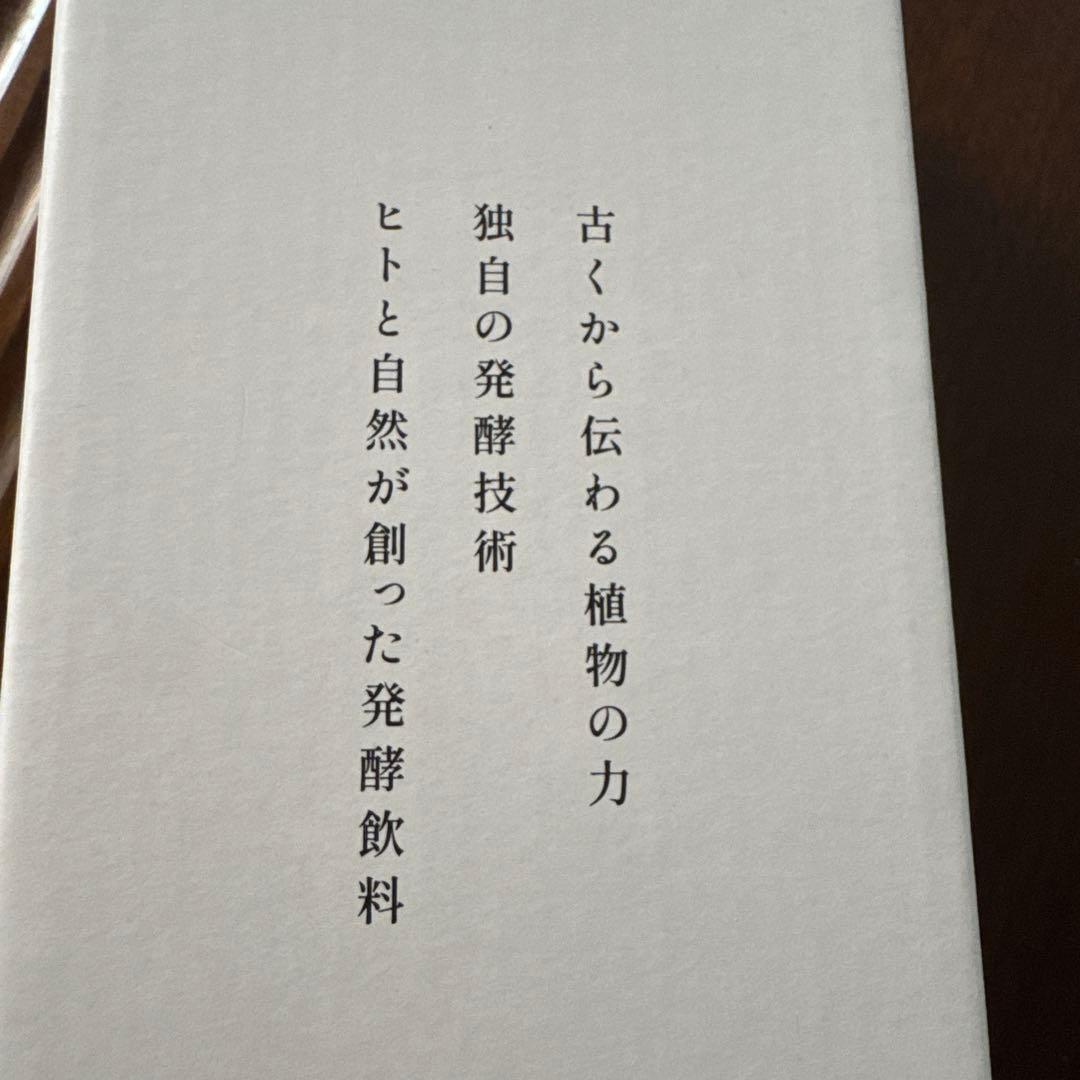 古くから伝わる植物の力
独自の発酵技術
ヒトと自然が創った発酵飲料